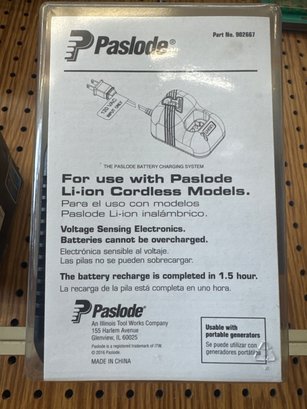 Paslode®
Part No. 902667
120 VAC
THE PASLODE BATTERY CHARGING SYSTEM.
For use with Paslode
Li-ion Cordless Models.
Para el uso con modelos
Paslode Li-ion inalámbrico.
Voltage Sensing Electronics.
Batteries cannot be overcharged.
Electrónica sensible al voltaje.
Las pilas no se pueden sobrecargar.
The battery recharge is completed in 1.5 hour.
La recarga de la pila está completa en una hora.
Paslode®
An Illinois Tool Works Company
155 Harlem Avenue
Glenview, IL 60025
Paslode is a registered trademark of ITW.
© 2016 Paslode.
MADE IN CHINA
Usable with
portable generators
Se puede utilizar con
generadores portátiles